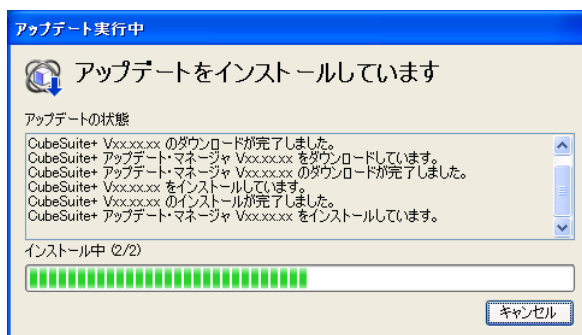 アップデート実行中
アップデートをインストールしています
アップデートの状態
CubeSuite+ Vxx.xx.xx のダウンロードが完了しました。
CubeSuite+ アップデート・マネージャ Vxx.xx.xx をダウンロードしています。
CubeSuite+ アップデート・マネージャ Vxx.xx.xx のダウンロードが完了しました。
CubeSuite+ Vxx.xx.xx をインストールしています。
CubeSuite+ Vxx.xx.xx のインストールが完了しました。
CubeSuite+ アップデート・マネージャ Vxx.xx.xx をインストールしています。
インストール中 (2/2)
キャンセル